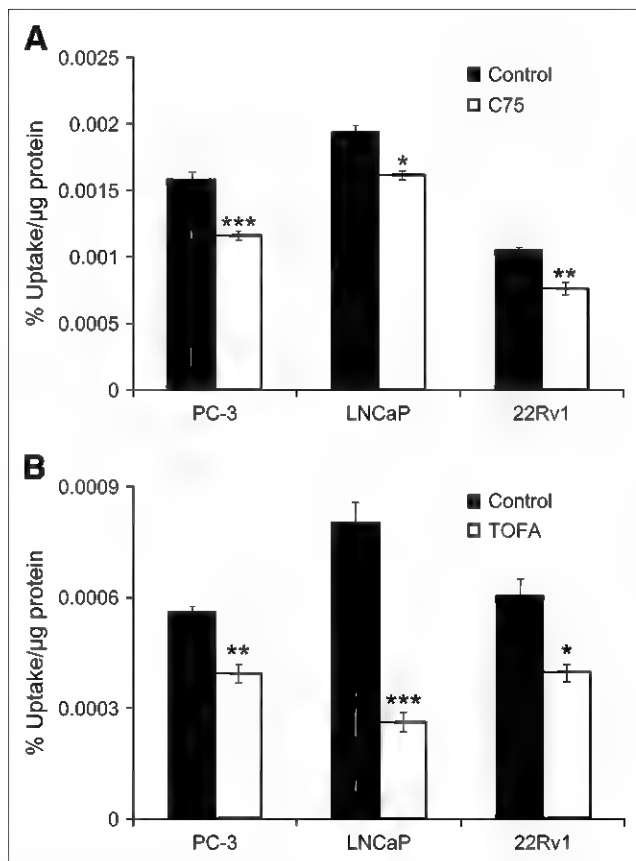 A
0.0025
0.002
0.0015
0.001
0.0005
0
% Uptake/µg protein
Control
C75
***
*
**
PC-3
LNCaP
22Rv1
B
0.0009
0.0006
0.0003
0
% Uptake/µg protein
Control
TOFA
**
***
*
PC-3
LNCaP
22Rv1